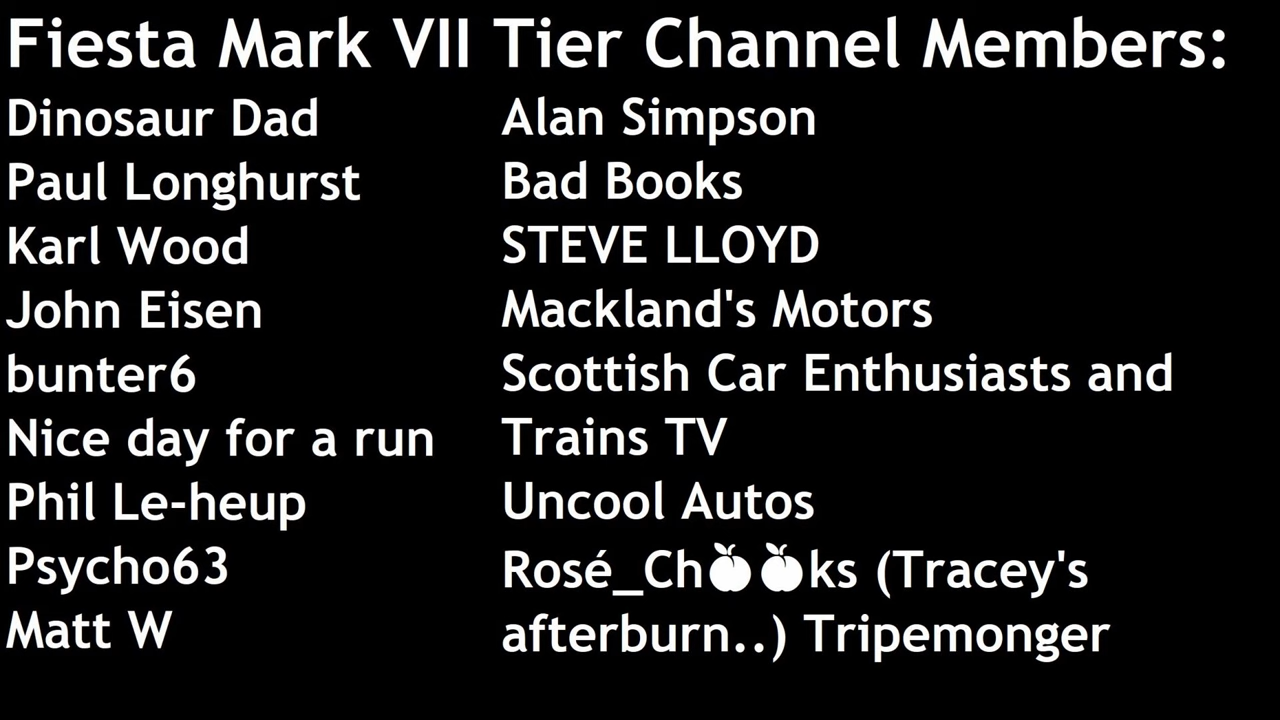 Fiesta Mark VII Tier Channel Members:
Dinosaur Dad
Paul Longhurst
Karl Wood
John Eisen
bunter6
Nice day for a run
Phil Le-heup
Psycho63
Matt W
Alan Simpson
Bad Books
STEVE LLOYD
Mackland's Motors
Scottish Car Enthusiasts and
Trains TV
Uncool Autos
Rosé_Ch🍑🍑ks (Tracey's
afterburn..) Tripemonger